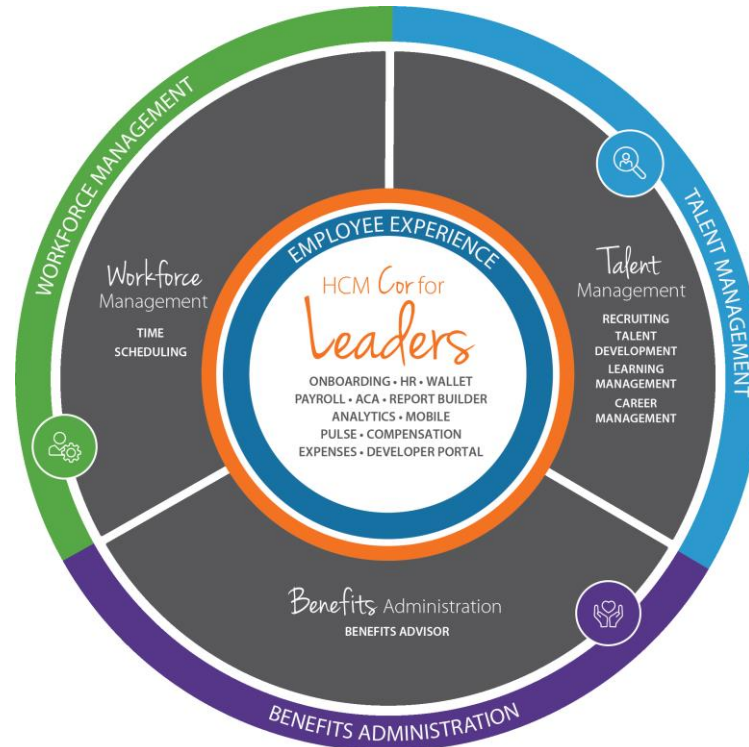 WORKFORCE MANAGEMENT
TALENT MANAGEMENT
EMPLOYEE EXPERIENCE
Workforce
Management
TIME
SCHEDULING
HCM Cor for
Leaders
ONBOARDING • HR • WALLET
PAYROLL • ACA • REPORT BUILDER
ANALYTICS • MOBILE
PULSE • COMPENSATION
EXPENSES • DEVELOPER PORTAL
Talent
Management
RECRUITING
TALENT
DEVELOPMENT
LEARNING
MANAGEMENT
CAREER
MANAGEMENT
Benefits Administration
BENEFITS ADVISOR
BENEFITS ADMINISTRATION